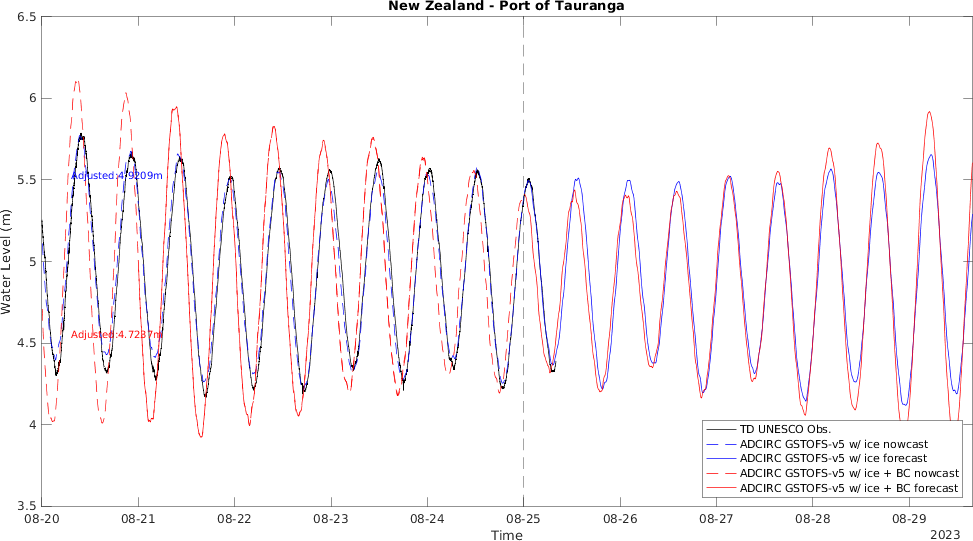 New Zealand - Port of Tauranga
6.5
6
5.5
5
4.5
4
3.5
Water Level (m)
Adjusted:4.9209m
Adjusted:4.7237m
TD UNESCO Obs.
ADCIRC GSTOFS-v5 w/ ice nowcast
ADCIRC GSTOFS-v5 w/ ice forecast
ADCIRC GSTOFS-v5 w/ ice + BC nowcast
ADCIRC GSTOFS-v5 w/ ice + BC forecast
08-20 08-21 08-22 08-23 08-24 08-25 08-26 08-27 08-28 08-29
Time
2023